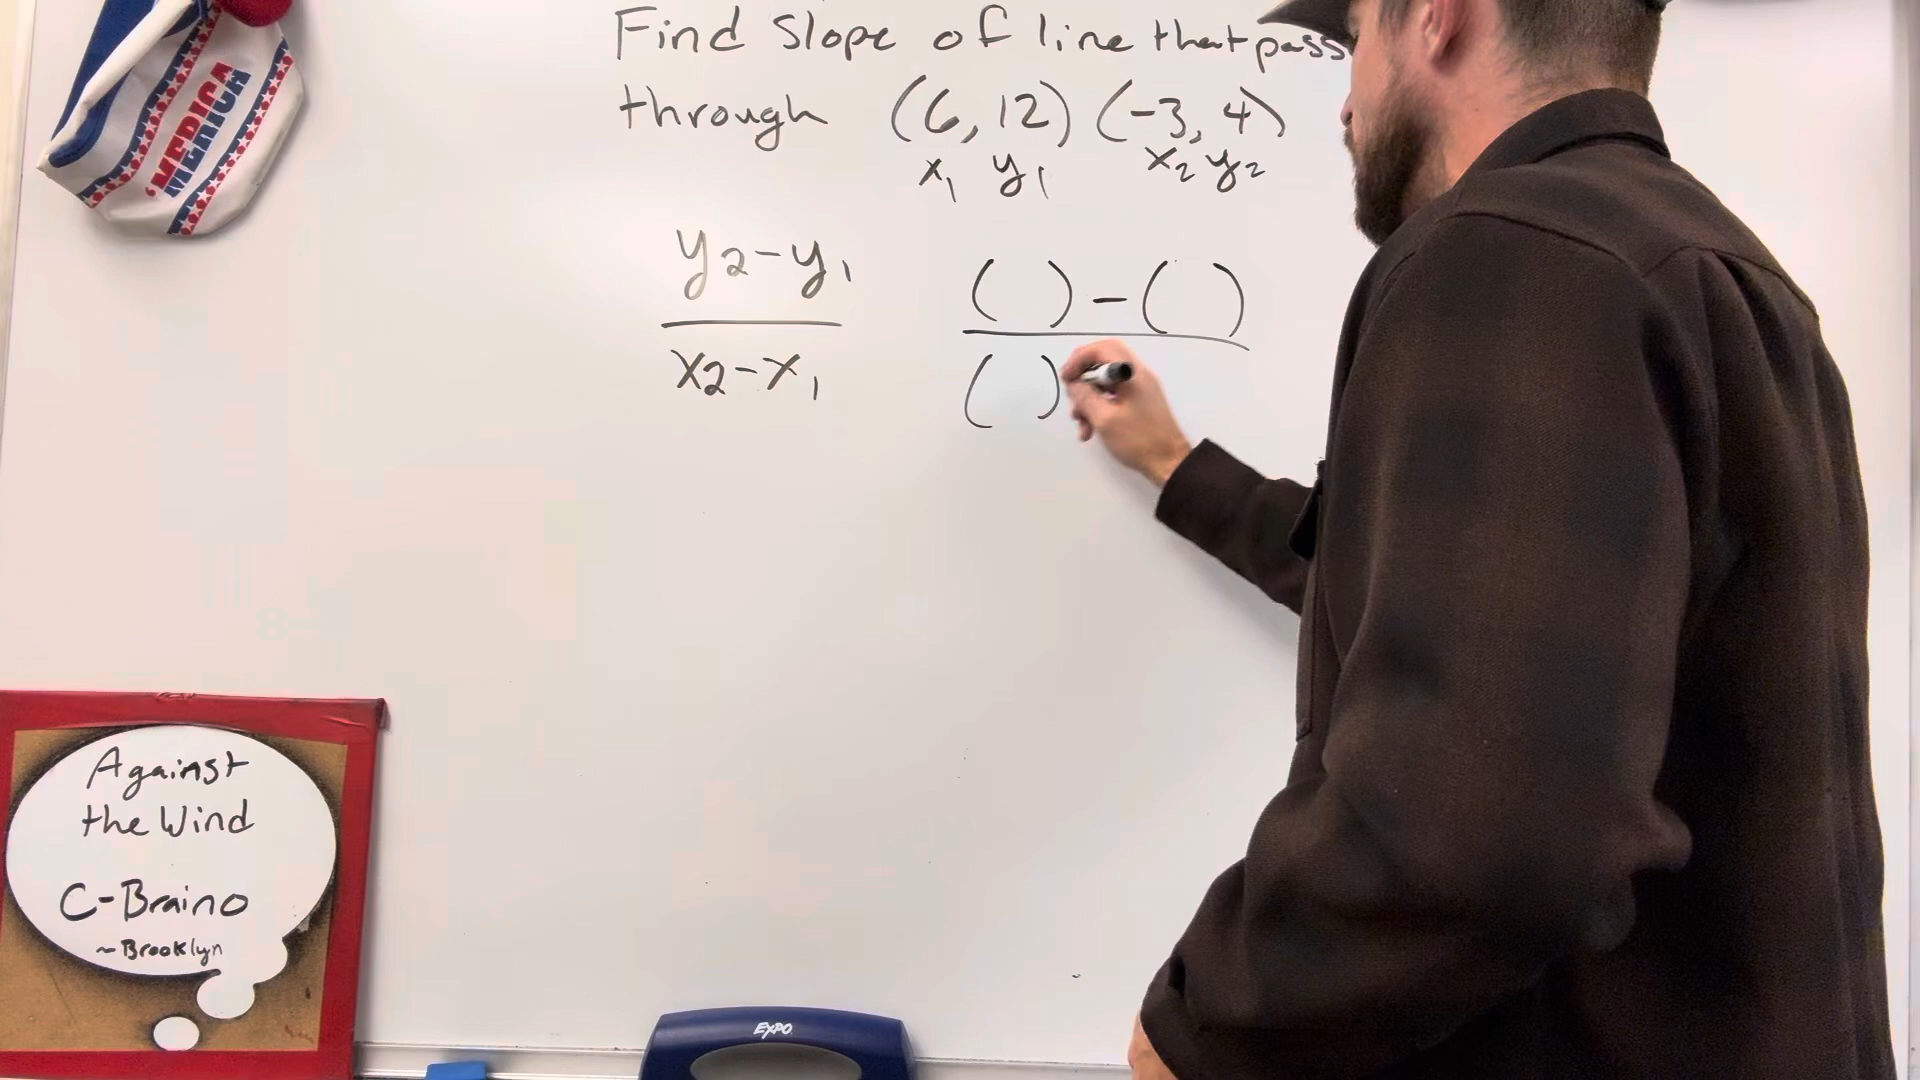 Find Slope of line that pass
through (6, 12) (-3, 4)
x1 y1 x2 y2
y2-y1 ( ) - ( )
x2-x1 ( )
'MERICA
'MERICA
Against
the Wind
C-Braino
~Brooklyn
EXPO